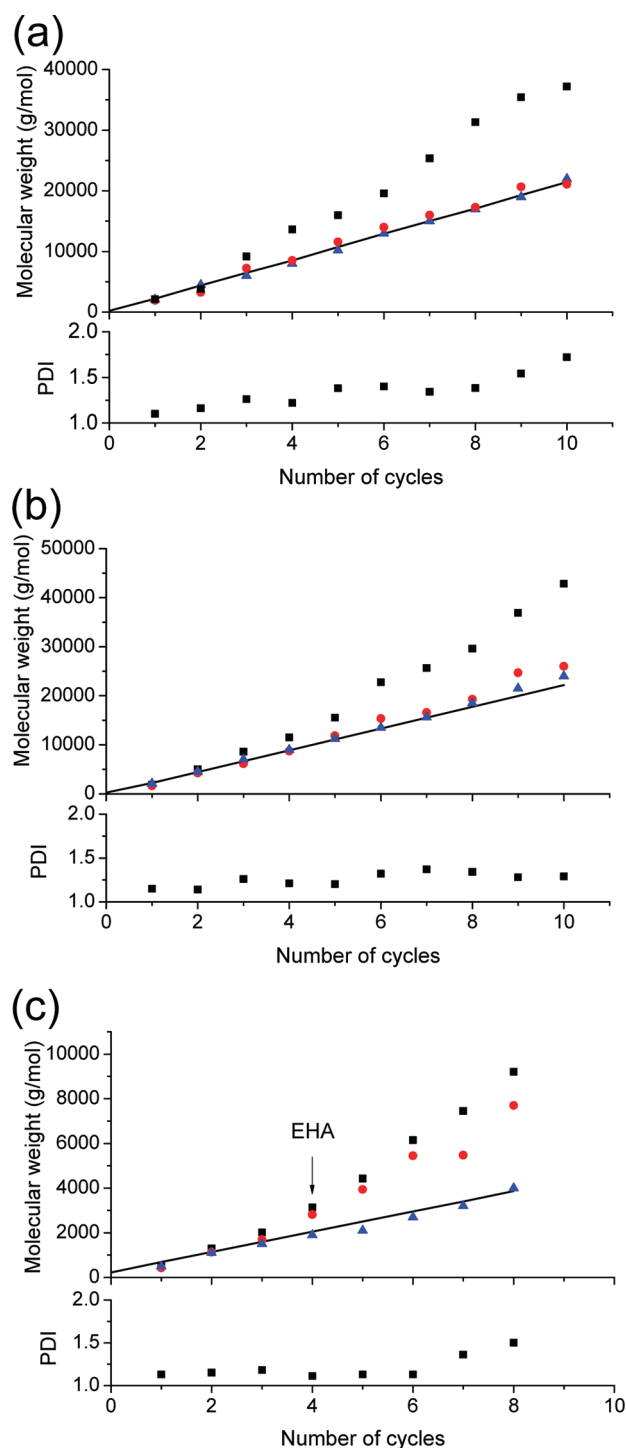 (a)
40000
30000
20000
10000
0
Molecular weight (g/mol)
2.0
1.5
1.0
PDI
0 2 4 6 8 10
Number of cycles
(b)
50000
40000
30000
20000
10000
0
Molecular weight (g/mol)
2.0
1.5
1.0
PDI
0 2 4 6 8 10
Number of cycles
(c)
10000
8000
6000
4000
2000
0
Molecular weight (g/mol)
EHA
2.0
1.5
1.0
PDI
0 2 4 6 8 10
Number of cycles